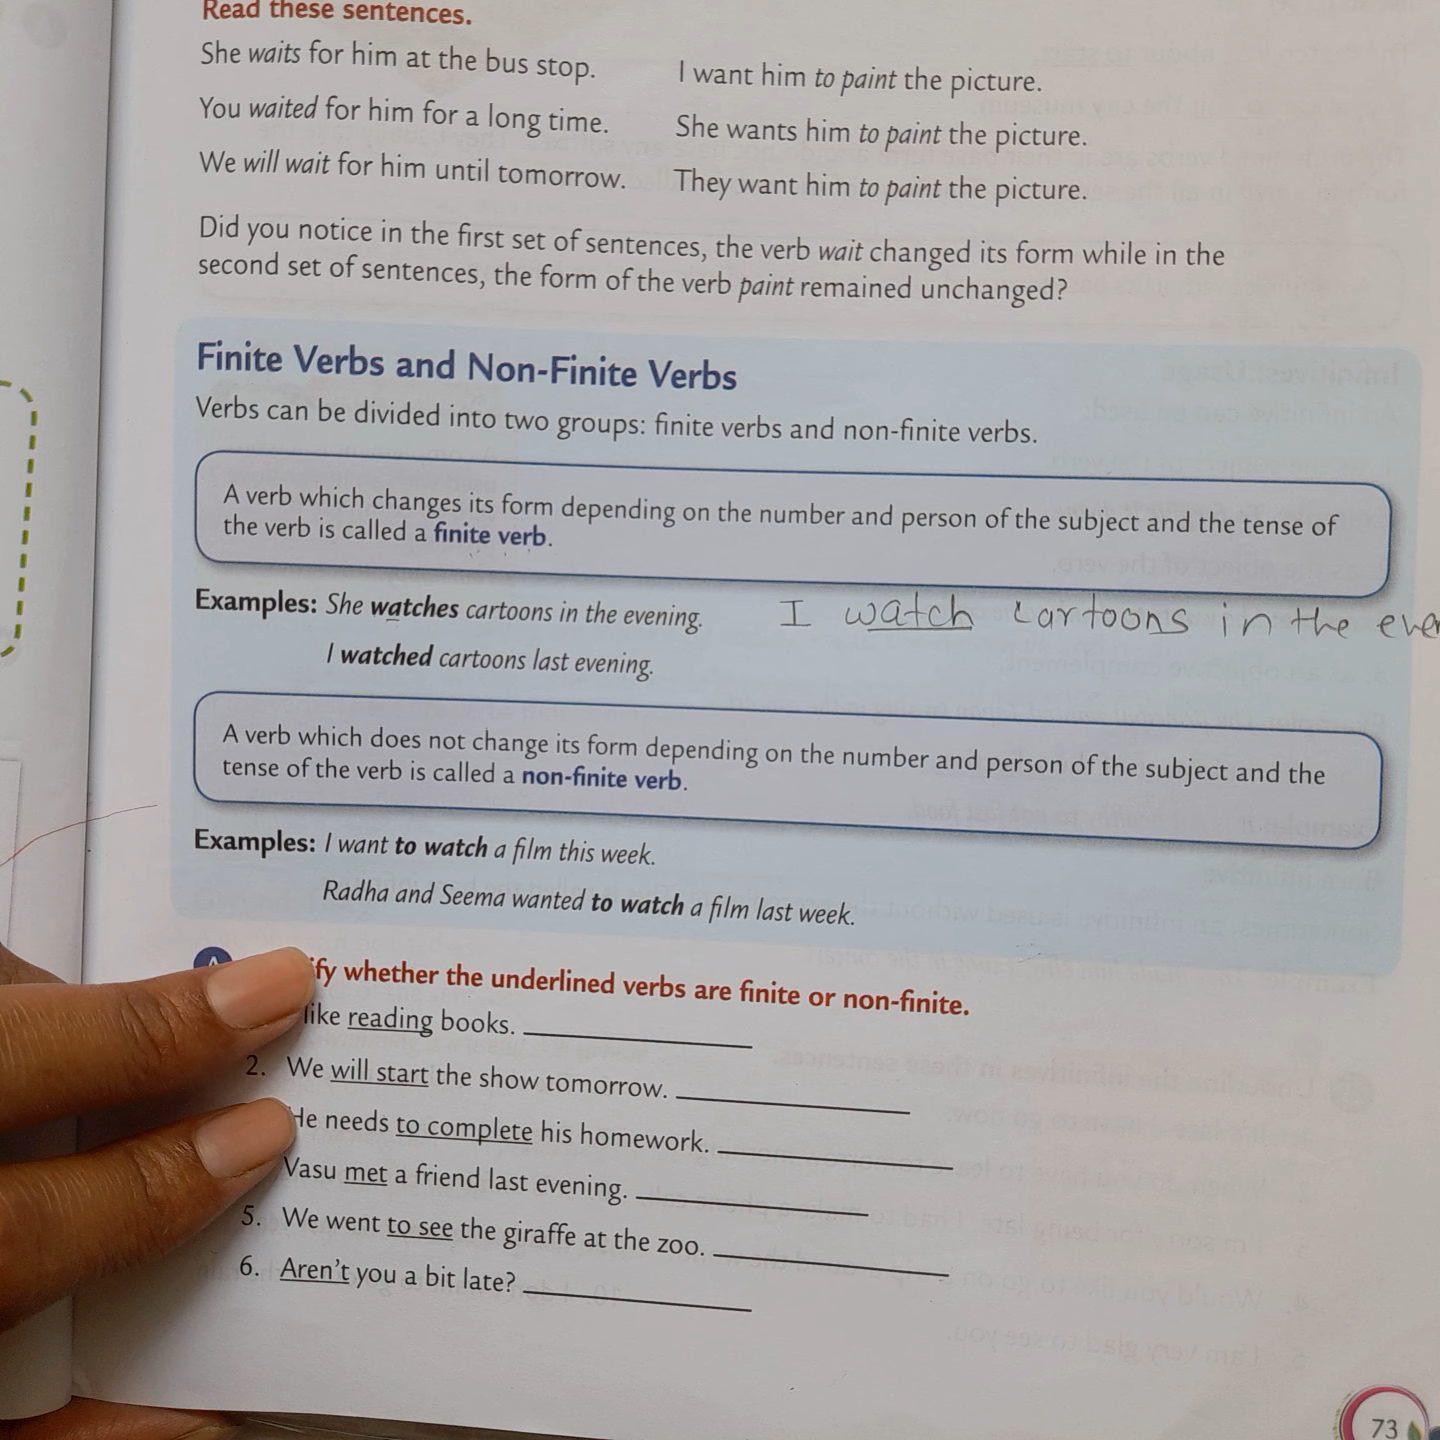 Read these sentences.
She waits for him at the bus stop.
You waited for him for a long time.
We will wait for him until tomorrow.
I want him to paint the picture.
She wants him to paint the picture.
They want him to paint the picture.
Did you notice in the first set of sentences, the verb wait changed its form while in the
second set of sentences, the form of the verb paint remained unchanged?
Finite Verbs and Non-Finite Verbs
Verbs can be divided into two groups: finite verbs and non-finite verbs.
A verb which changes its form depending on the number and person of the subject and the tense of
the verb is called a finite verb.
Examples: She watches cartoons in the evening.
I watch cartoons in the eve
I watched cartoons last evening.
A verb which does not change its form depending on the number and person of the subject and the
tense of the verb is called a non-finite verb.
Examples: I want to watch a film this week.
Radha and Seema wanted to watch a film last week.
A fy whether the underlined verbs are finite or non-finite.
like reading books.
2. We will start the show tomorrow.
He needs to complete his homework.
Vasu met a friend last evening.
5. We went to see the giraffe at the zoo.
6. Aren't you a bit late?
73